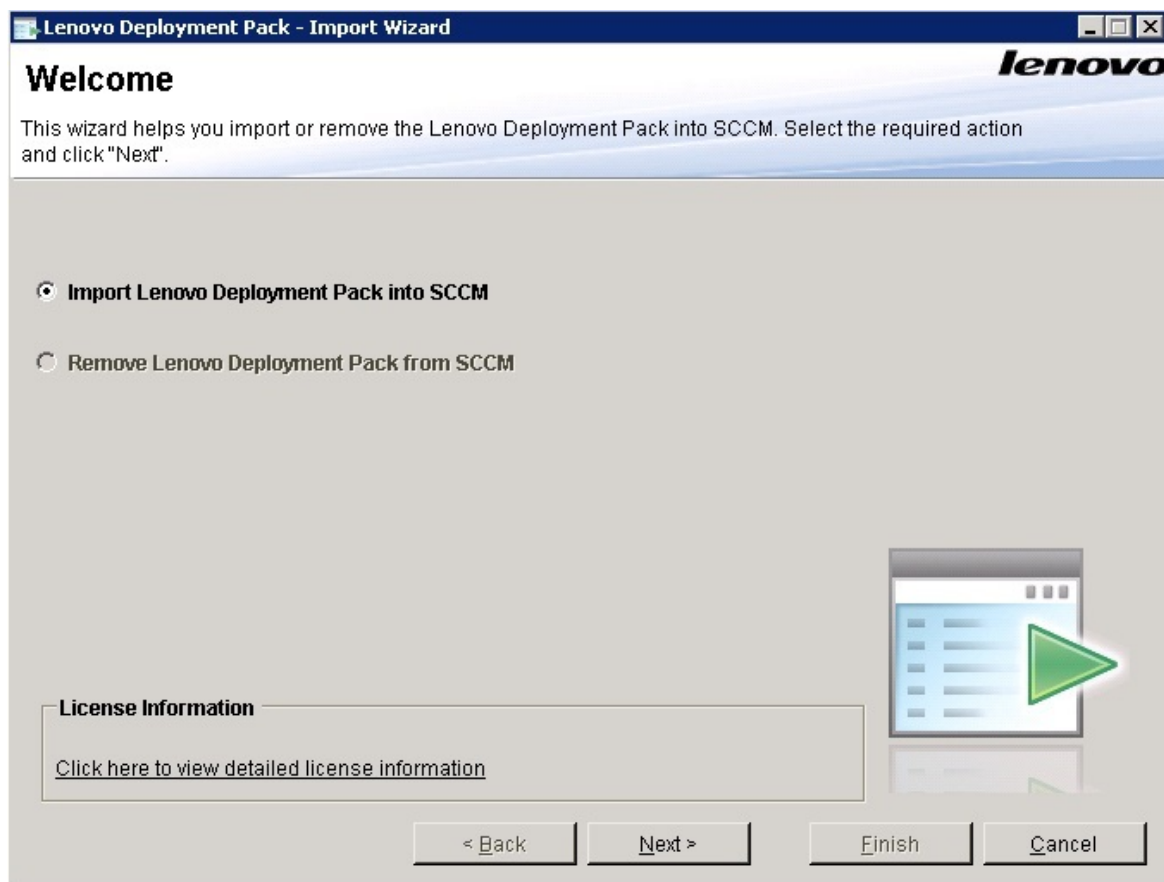 Lenovo Deployment Pack - Import Wizard
lenovo
Welcome
This wizard helps you import or remove the Lenovo Deployment Pack into SCCM. Select the required action
and click "Next".
Import Lenovo Deployment Pack into SCCM
Remove Lenovo Deployment Pack from SCCM
License Information
Click here to view detailed license information
< Back
Next >
Finish
Cancel